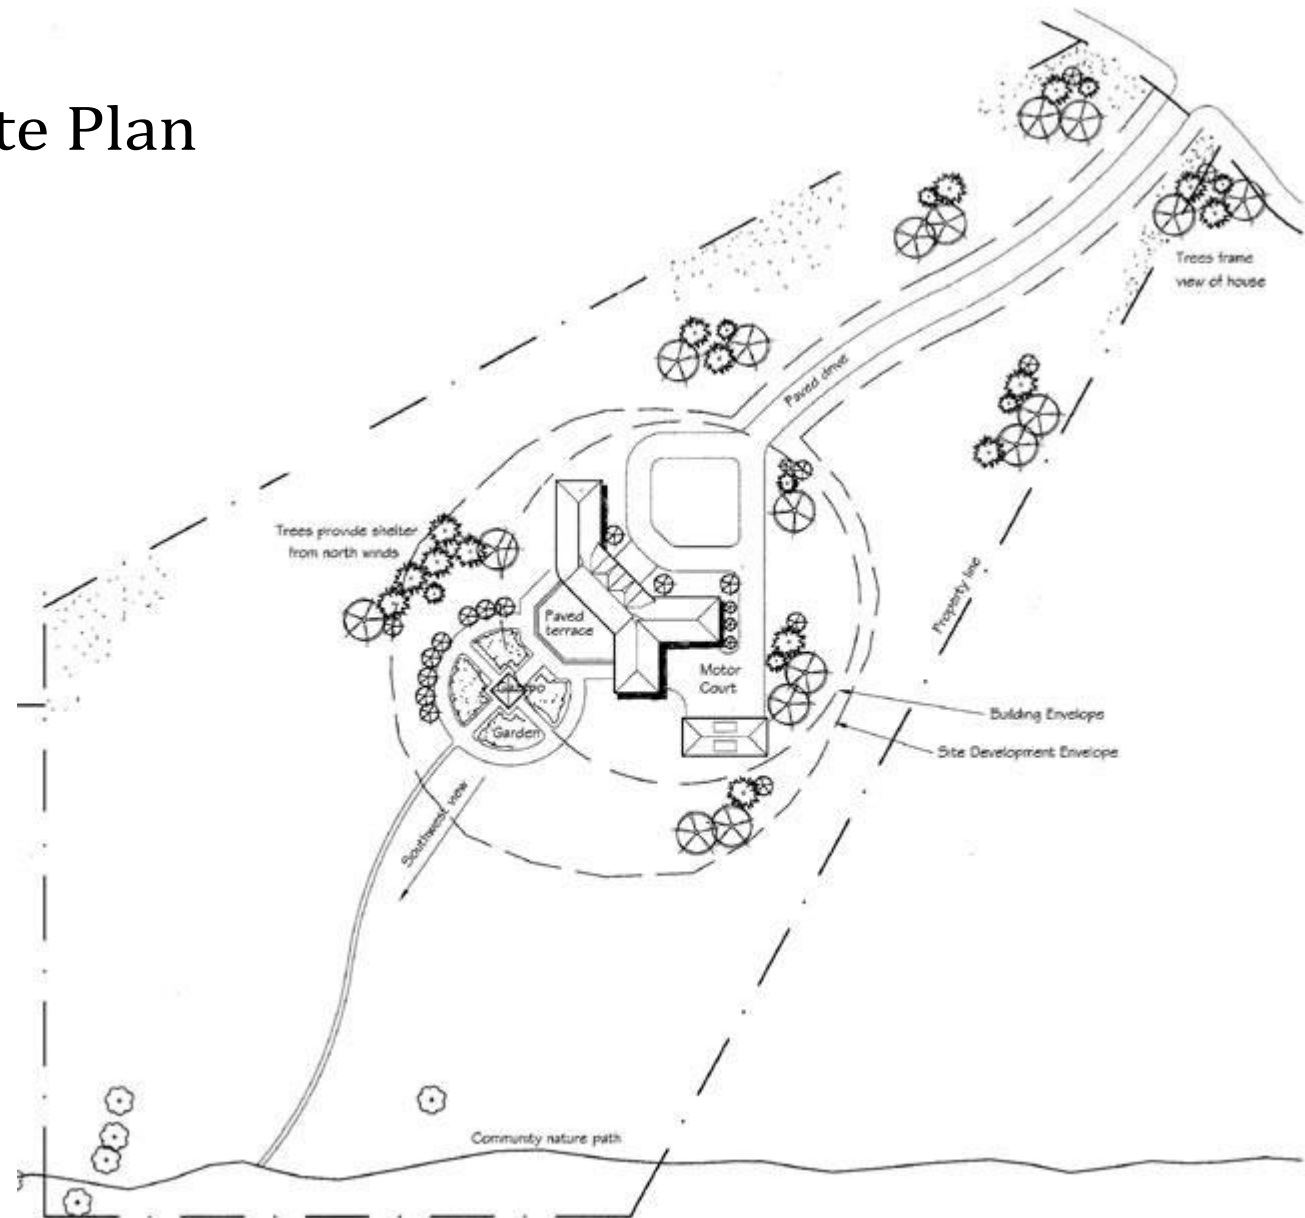 te Plan
Trees frame
view of house
Paved drive
Trees provide shelter
from north winds
Property line
Paved
terrace
Motor
Court
Gazebo
Garden
Building Envelope
Site Development Envelope
Southwest view
Community nature path